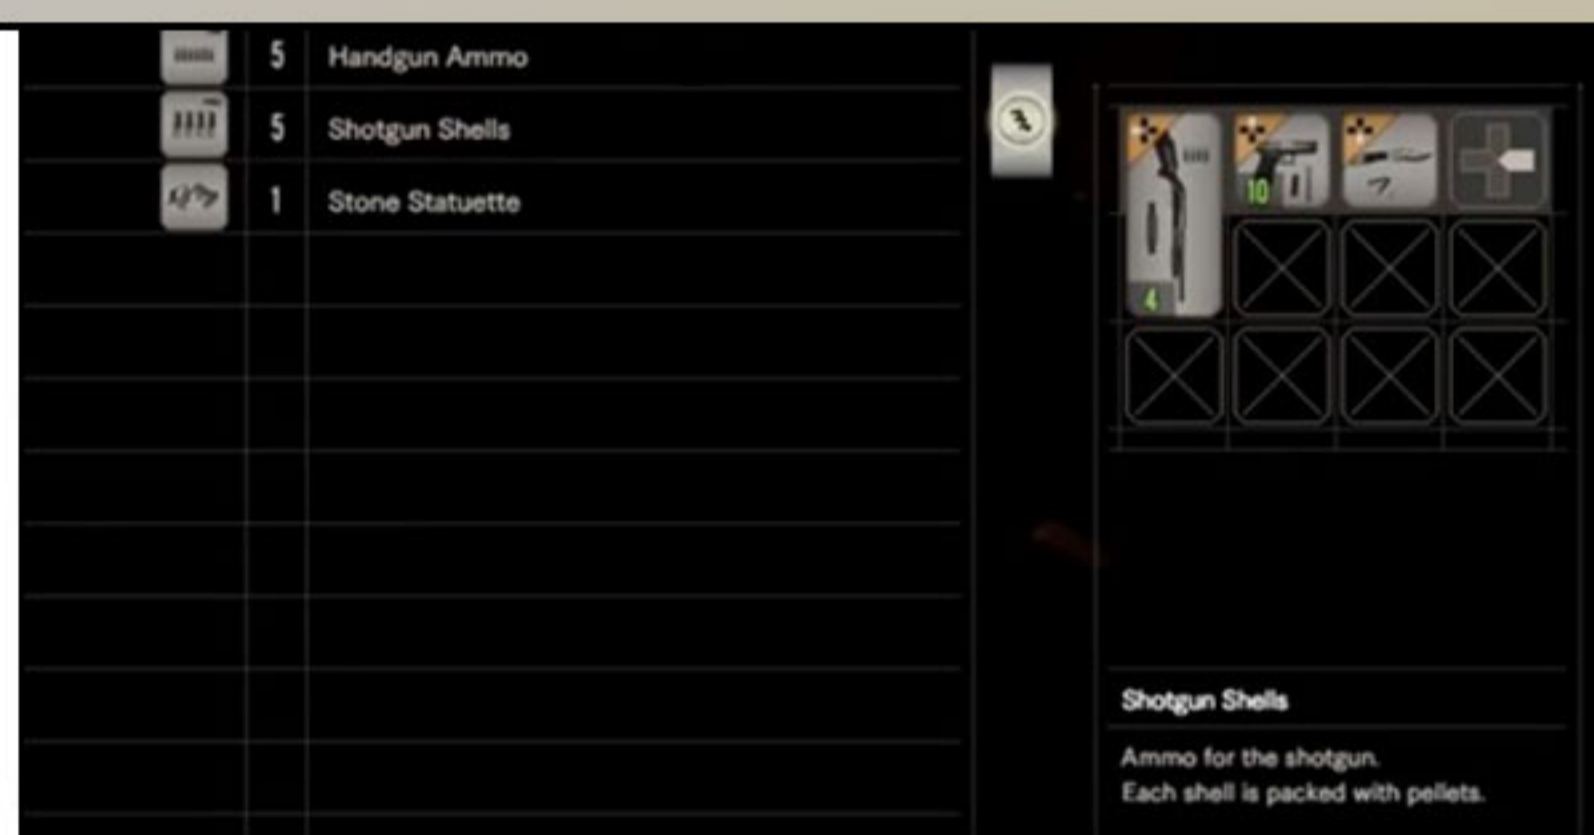 5 Handgun Ammo
5 Shotgun Shells
1 Stone Statuette
10
4
Shotgun Shells
Ammo for the shotgun.
Each shell is packed with pellets.